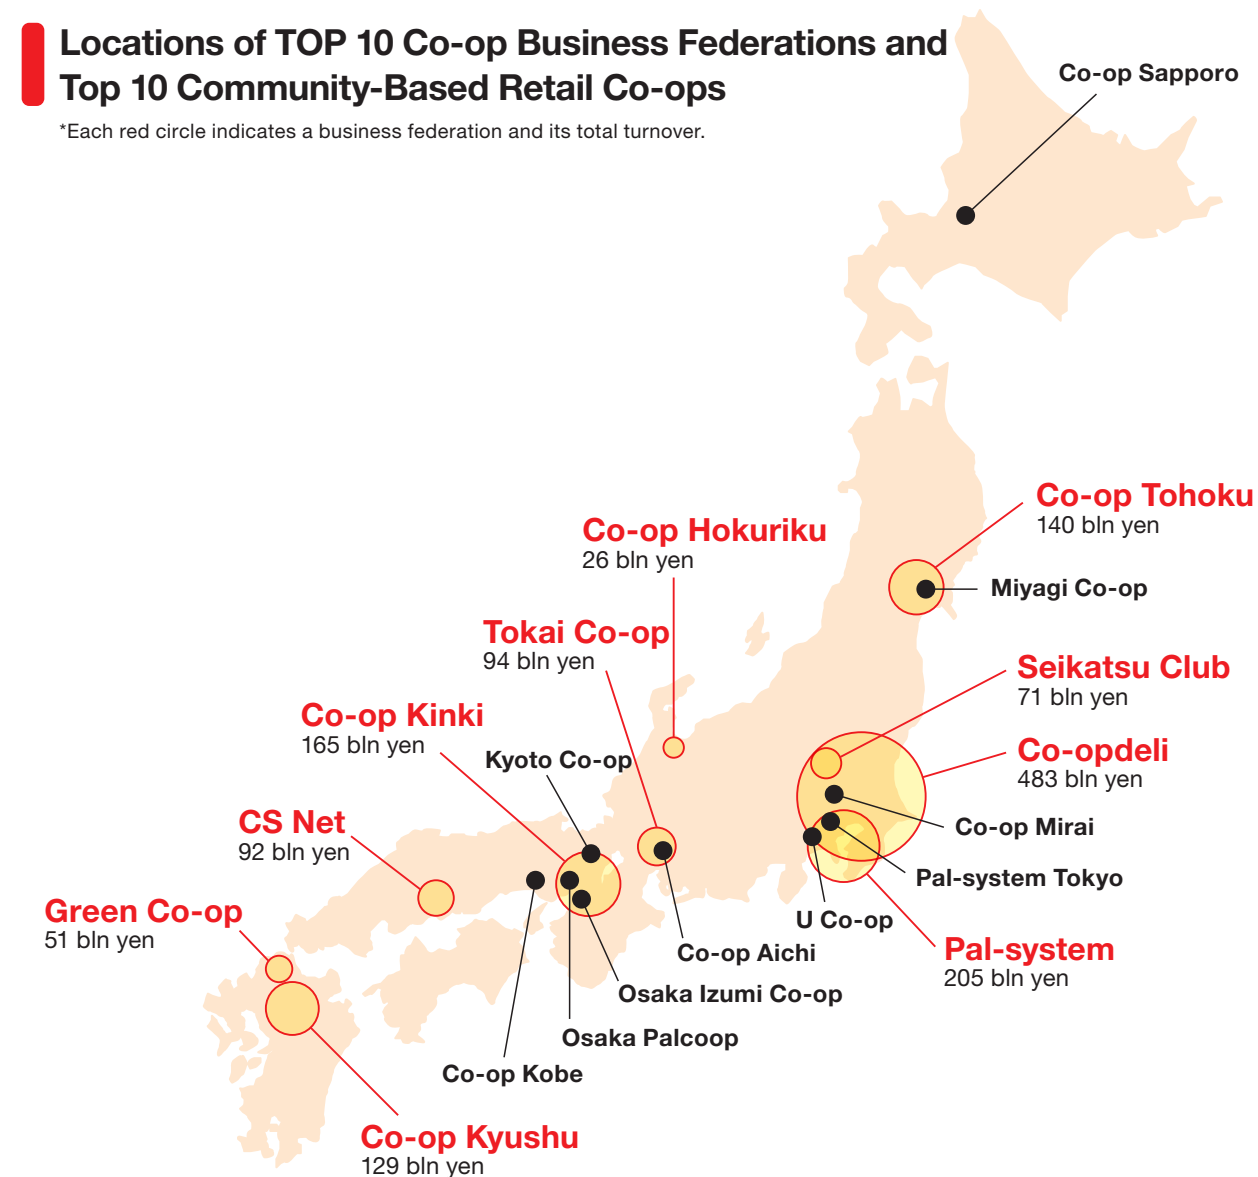 Locations of TOP 10 Co-op Business Federations and
Top 10 Community-Based Retail Co-ops
*Each red circle indicates a business federation and its total turnover.
Co-op Sapporo
Co-op Tohoku
140 bln yen
Miyagi Co-op
Co-op Hokuriku
26 bln yen
Tokai Co-op
94 bln yen
Seikatsu Club
71 bln yen
Co-op Kinki
165 bln yen
Kyoto Co-op
Co-opdeli
483 bln yen
CS Net
92 bln yen
Co-op Mirai
Pal-system Tokyo
Green Co-op
51 bln yen
U Co-op
Co-op Aichi
Pal-system
205 bln yen
Osaka Izumi Co-op
Osaka Palcoop
Co-op Kobe
Co-op Kyushu
129 bln yen